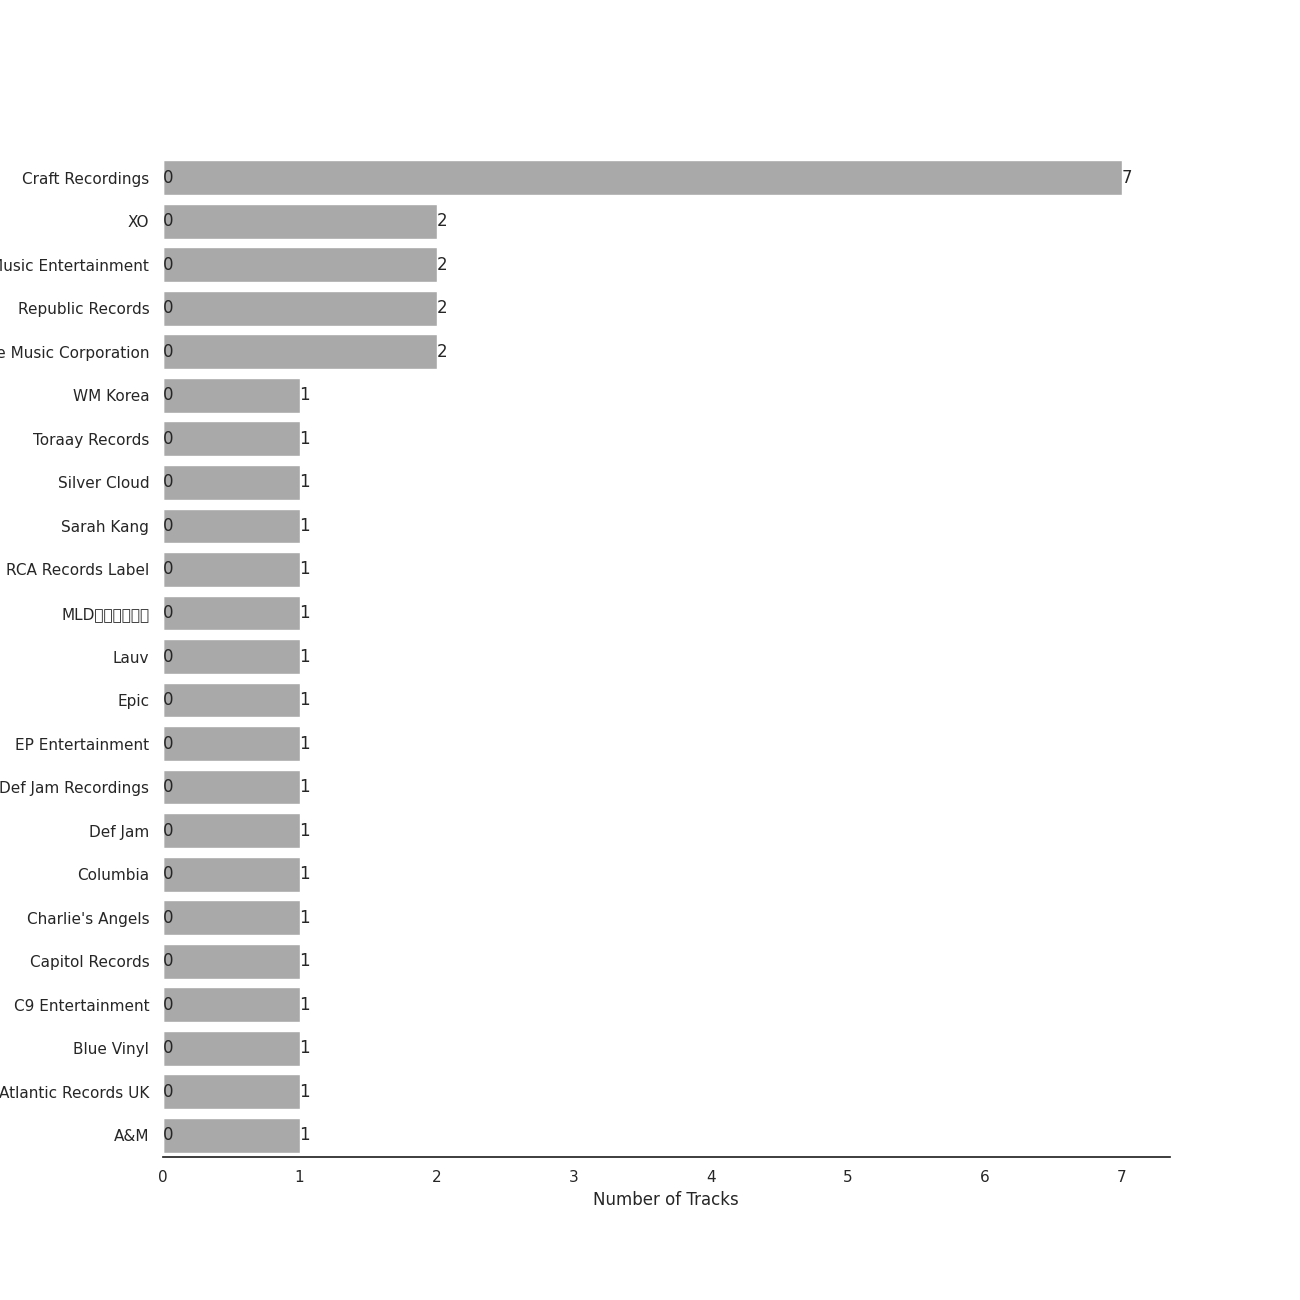 Craft Recordings 0 7
XO 0 2
Music Entertainment 0 2
Republic Records 0 2
e Music Corporation 0 2
WM Korea 0 1
Toraay Records 0 1
Silver Cloud 0 1
Sarah Kang 0 1
RCA Records Label 0 1
MLD 0 1
Lauv 0 1
Epic 0 1
EP Entertainment 0 1
Def Jam Recordings 0 1
Def Jam 0 1
Columbia 0 1
Charlie's Angels 0 1
Capitol Records 0 1
C9 Entertainment 0 1
Blue Vinyl 0 1
Atlantic Records UK 0 1
A&M 0 1
0 1 2 3 4 5 6 7
Number of Tracks